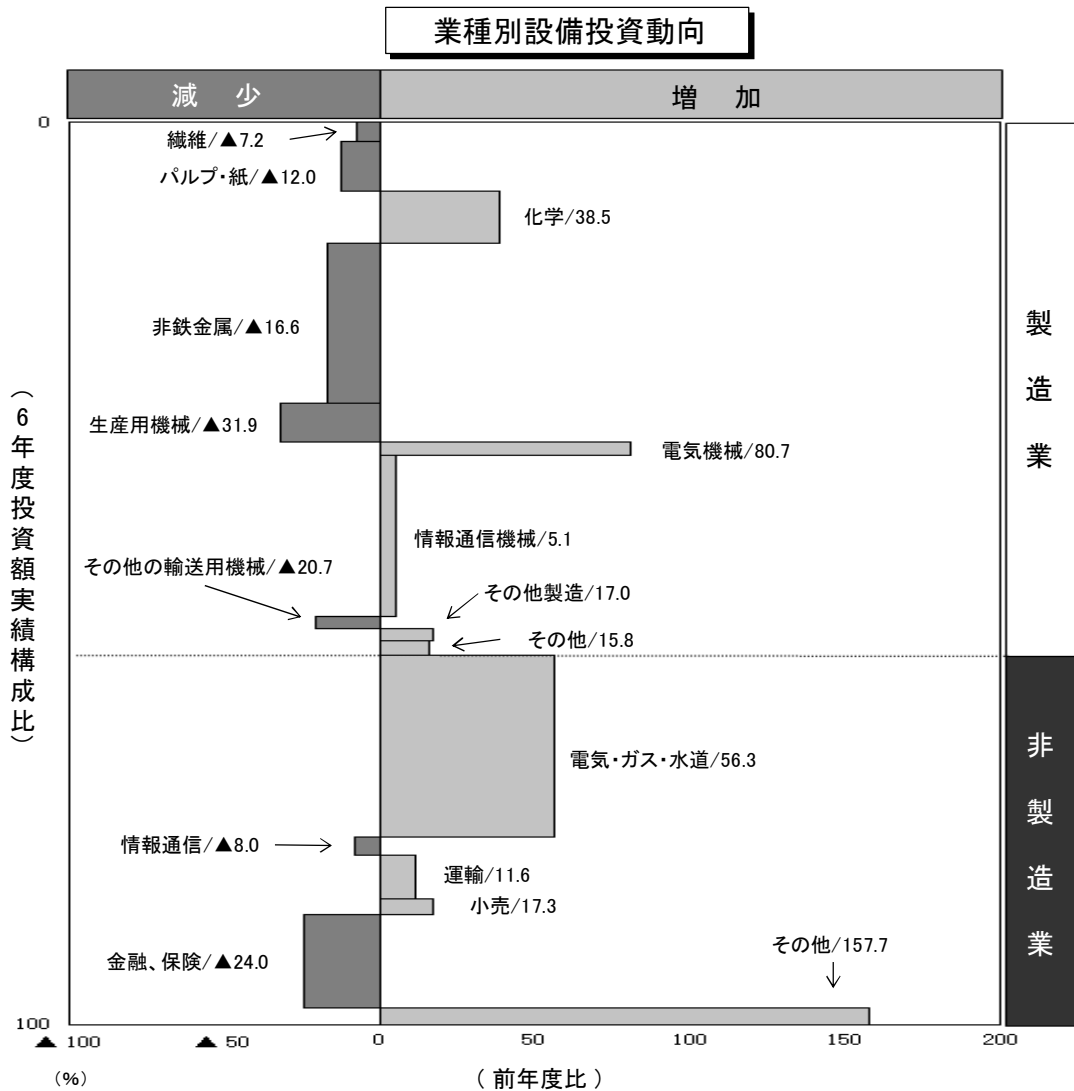 業種別設備投資動向
減 少
増 加
0
繊維/▲7.2
パルプ・紙/▲12.0
化学/38.5
非鉄金属/▲16.6
生産用機械/▲31.9
電気機械/80.7
情報通信機械/5.1
その他の輸送用機械/▲20.7
その他製造/17.0
その他/15.8
電気・ガス・水道/56.3
情報通信/▲8.0
運輸/11.6
小売/17.3
金融、保険/▲24.0
その他/157.7
製造業
非製造業
(6年度投資額実績構成比)
100
▲ 100
▲ 50
0
50
100
150
200
(%)
(前年度比)